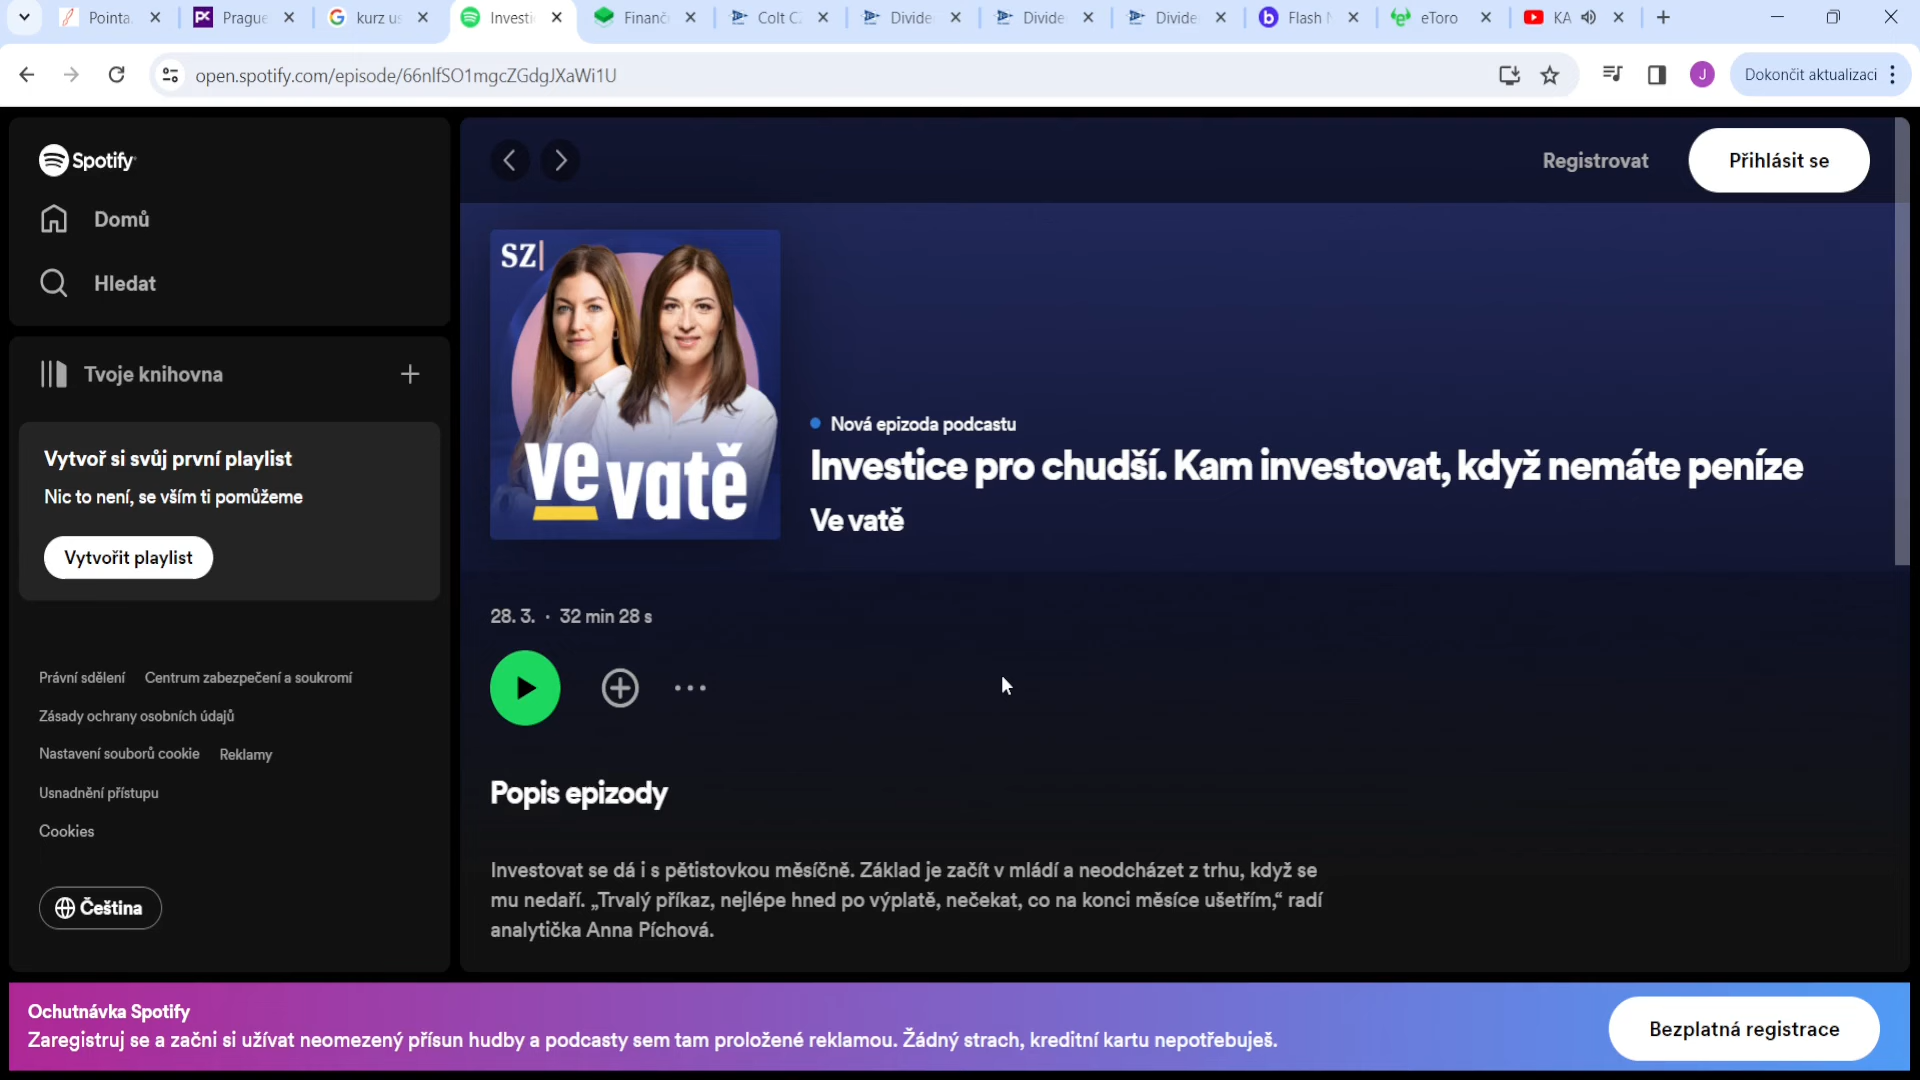 Pointa.
Prague
kurz us
Investi
Financ
Colt C
Divide
Divide
Divide
Flash
eToro
KA
open.spotify.com/episode/66nlfSO1mgcZGdgJXaWi1U
J
Dokončit aktualizaci
Spotify
Domů
Hledat
Tvoje knihovna
Vytvoř si svůj první playlist
Nic to není, se vším ti pomůžeme
Vytvořit playlist
Právní sdělení Centrum zabezpečení a soukromí
Zásady ochrany osobních údajů
Nastavení souborů cookie Reklamy
Usnadnění přístupu
Cookies
Čeština
Registrovat
Přihlásit se
SZ
ve vatě
Nová epizoda podcastu
Investice pro chudší. Kam investovat, když nemáte peníze
Ve vatě
28. 3. · 32 min 28 s
Popis epizody
Investovat se dá i s pětistovkou měsíčně. Základ je začít v mládí a neodcházet z trhu, když se
mu nedaří. „Trvalý příkaz, nejlépe hned po výplatě, nečekat, co na konci měsíce ušetřím,“ radí
analytička Anna Píchová.
Ochutnávka Spotify
Zaregistruj se a začni si užívat neomezený přísun hudby a podcasty sem tam proložené reklamou. Žádný strach, kreditní kartu nepotřebuješ.
Bezplatná registrace